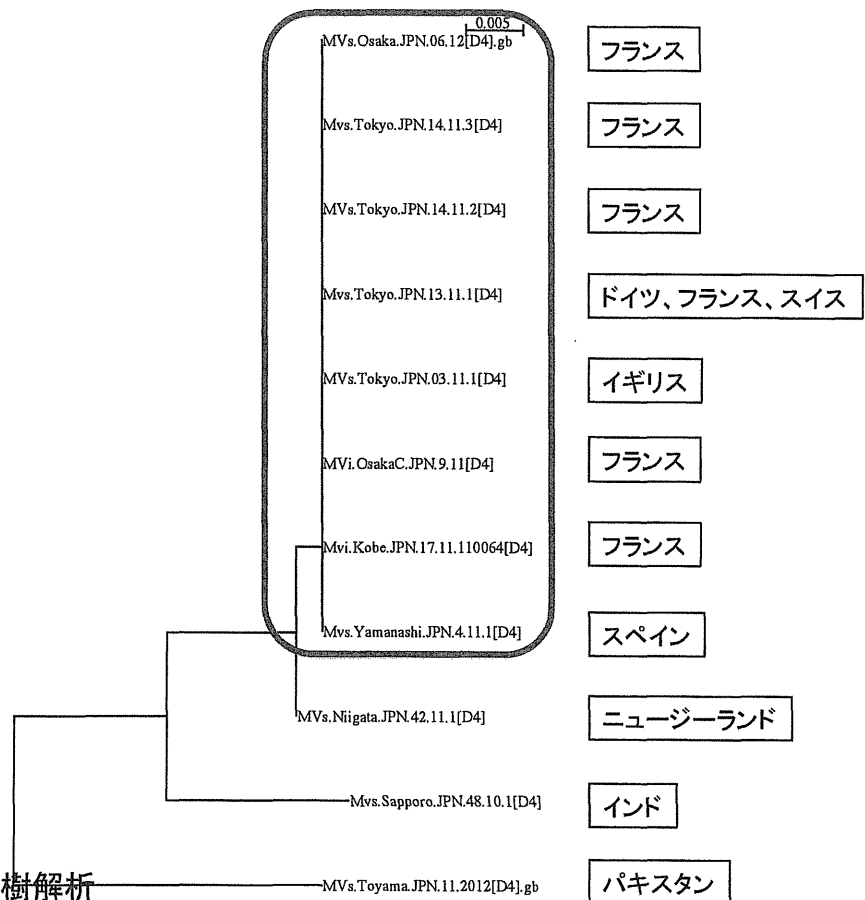 0.005
MVs.Osaka.JPN.06.12[D4].gb フランス
Mvs.Tokyo.JPN.14.11.3[D4] フランス
MVs.Tokyo.JPN.14.11.2[D4] フランス
Mvs.Tokyo.JPN.13.11.1[D4] ドイツ、フランス、スイス
MVs.Tokyo.JPN.03.11.1[D4] イギリス
MVi.OsakaC.JPN.9.11[D4] フランス
Mvi.Kobe.JPN.17.11.110064[D4] フランス
Mvs.Yamanashi.JPN.4.11.1[D4] スペイン
MVs.Niigata.JPN.42.11.1[D4] ニュージーランド
Mvs.Sapporo.JPN.48.10.1[D4] インド
樹解析 MVs.Toyama.JPN.11.2012[D4].gb パキスタン